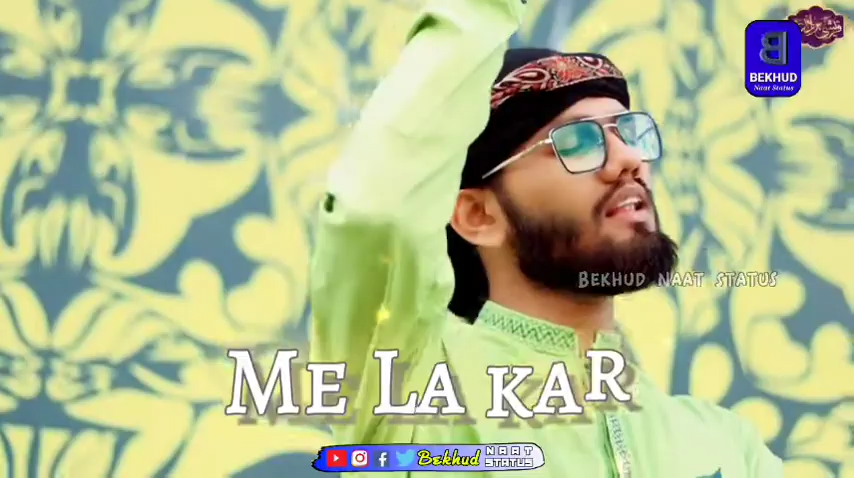 BEKHUD
Naat Status
BEKHUD NAAT STATUS
ME LA KAR
Bekhud NAAT STATUS